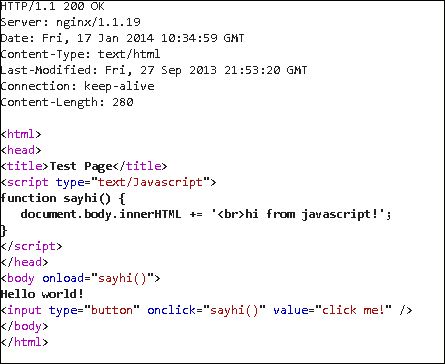 HTTP/1.1 200 OK
Server: nginx/1.1.19
Date: Fri, 17 Jan 2014 10:34:59 GMT
Content-Type: text/html
Last-Modified: Fri, 27 Sep 2013 21:53:20 GMT
Connection: keep-alive
Content-Length: 280

<html>
<head>
<title>Test Page</title>
<script type="text/Javascript">
function sayhi() {
   document.body.innerHTML += '<br>hi from javascript!';
}
</script>
</head>
<body onload="sayhi()">
Hello world!
<input type="button" onclick="sayhi()" value="click me!" />
</body>
</html>